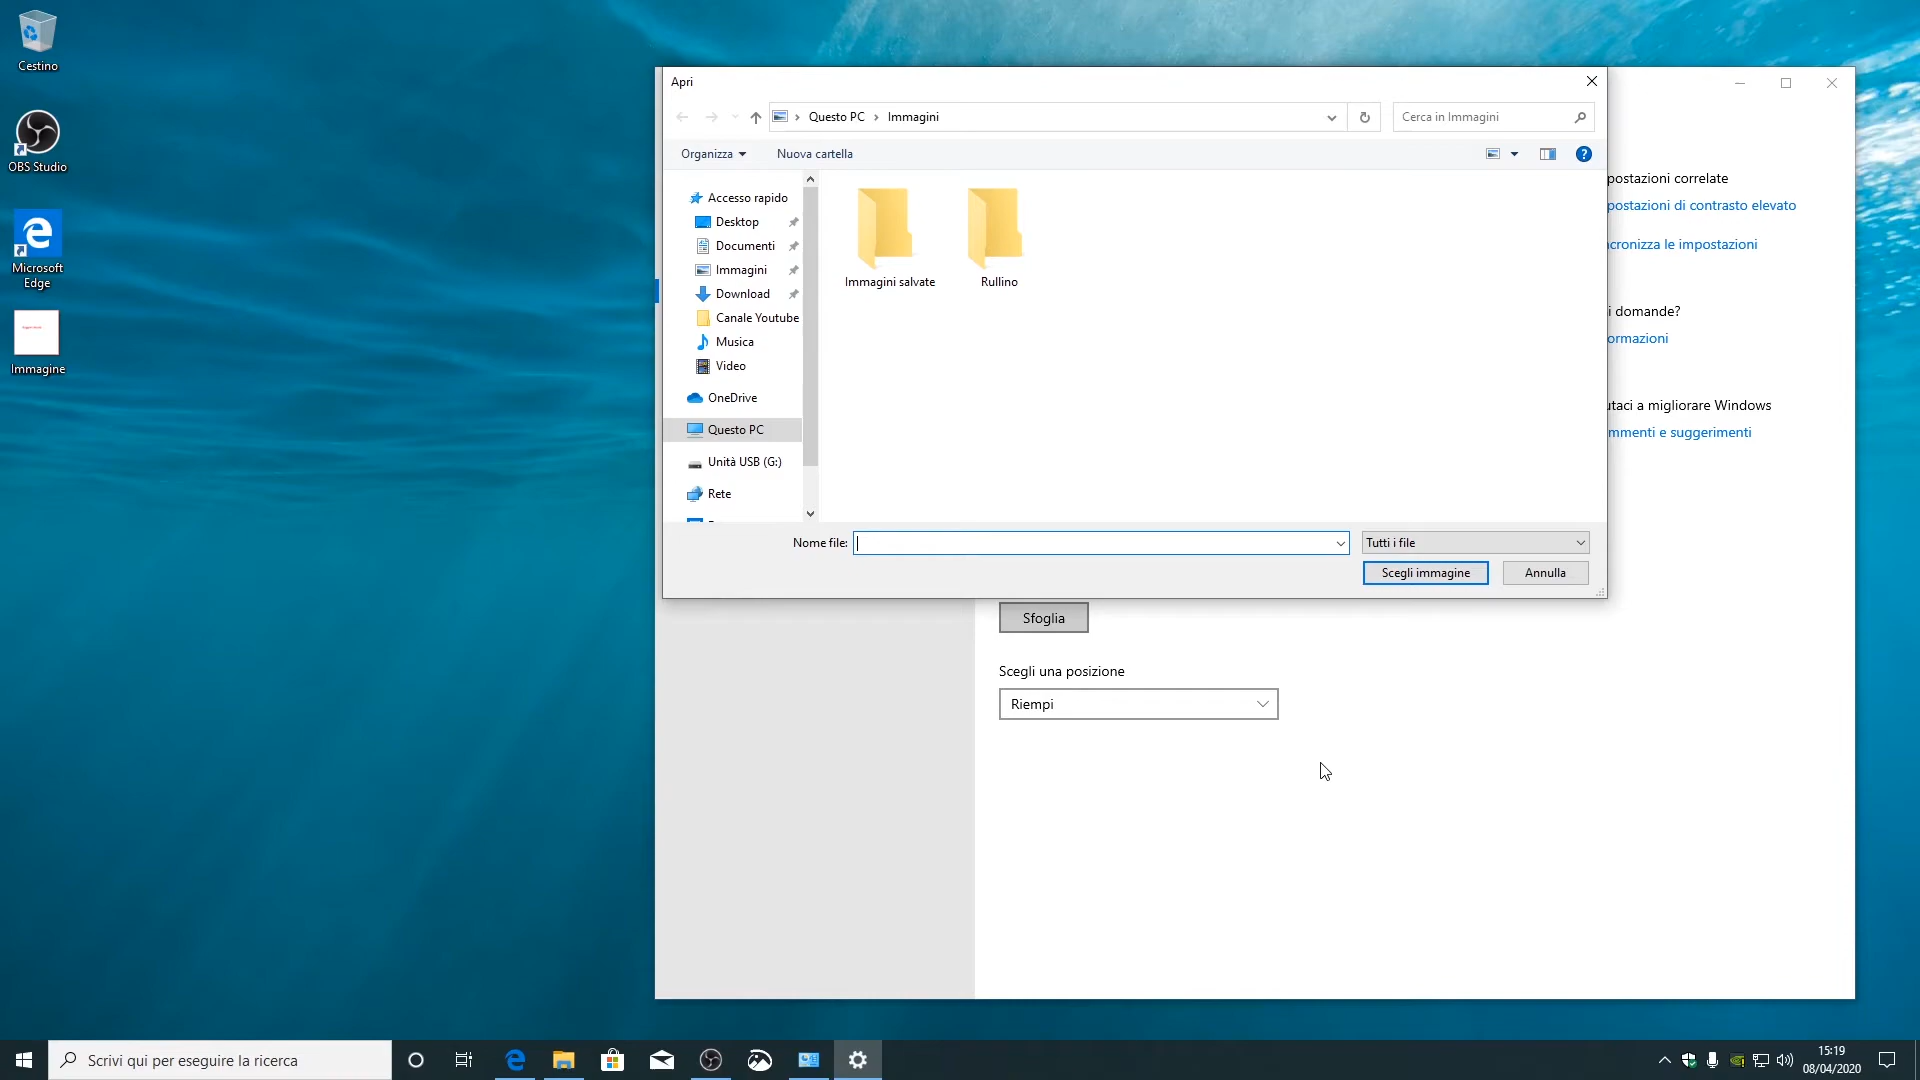 Cestino
OBS Studio
Microsoft
Edge
Immagine
Apri
Questo PC
Immagini
Cerca in Immagini
Organizza
Nuova cartella
Accesso rapido
Desktop
Documenti
Immagini
Download
Canale Youtube
Musica
Video
OneDrive
Questo PC
Unità USB (G:)
Rete
Immagini salvate
Rullino
Nome file:
Tutti i file
Scegli immagine
Annulla
postazioni correlate
postazioni di contrasto elevato
cronizza le impostazioni
i domande?
ormazioni
utaci a migliorare Windows
mmenti e suggerimenti
Sfoglia
Scegli una posizione
Riempi
Scrivi qui per eseguire la ricerca
15:19
08/04/2020